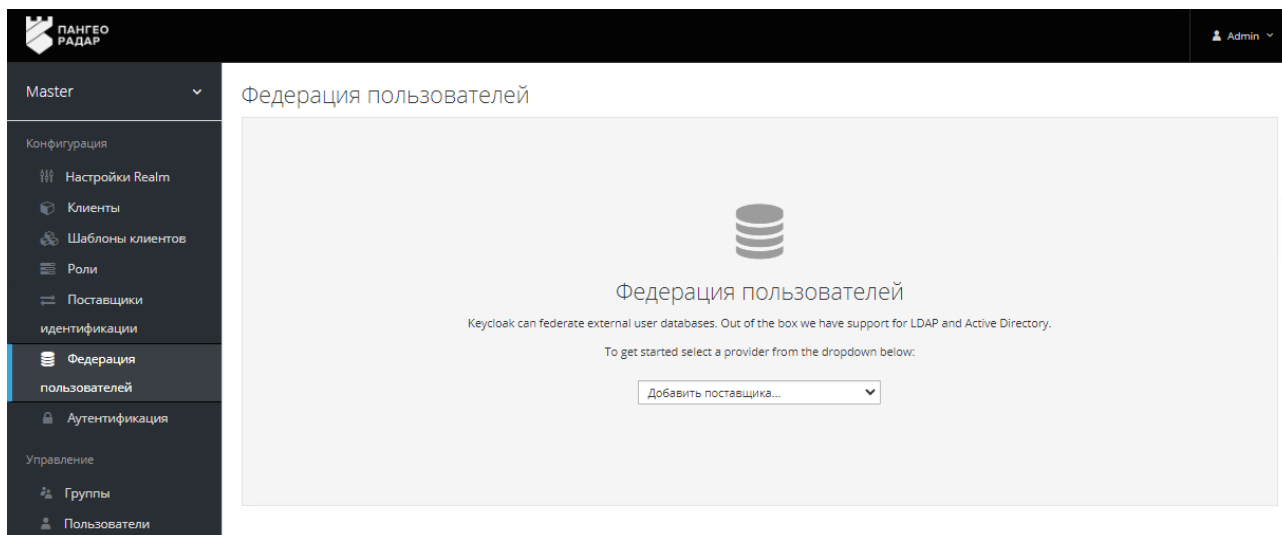 ПАНГЕО
РАДАР
Admin
Master
Федерация пользователей
Конфигурация
Настройки Realm
Клиенты
Шаблоны клиентов
Роли
Поставщики
идентификации
Федерация
пользователей
Аутентификация
Управление
Группы
Пользователи
Федерация пользователей
Keycloak can federate external user databases. Out of the box we have support for LDAP and Active Directory.
To get started select a provider from the dropdown below:
Добавить поставщика...